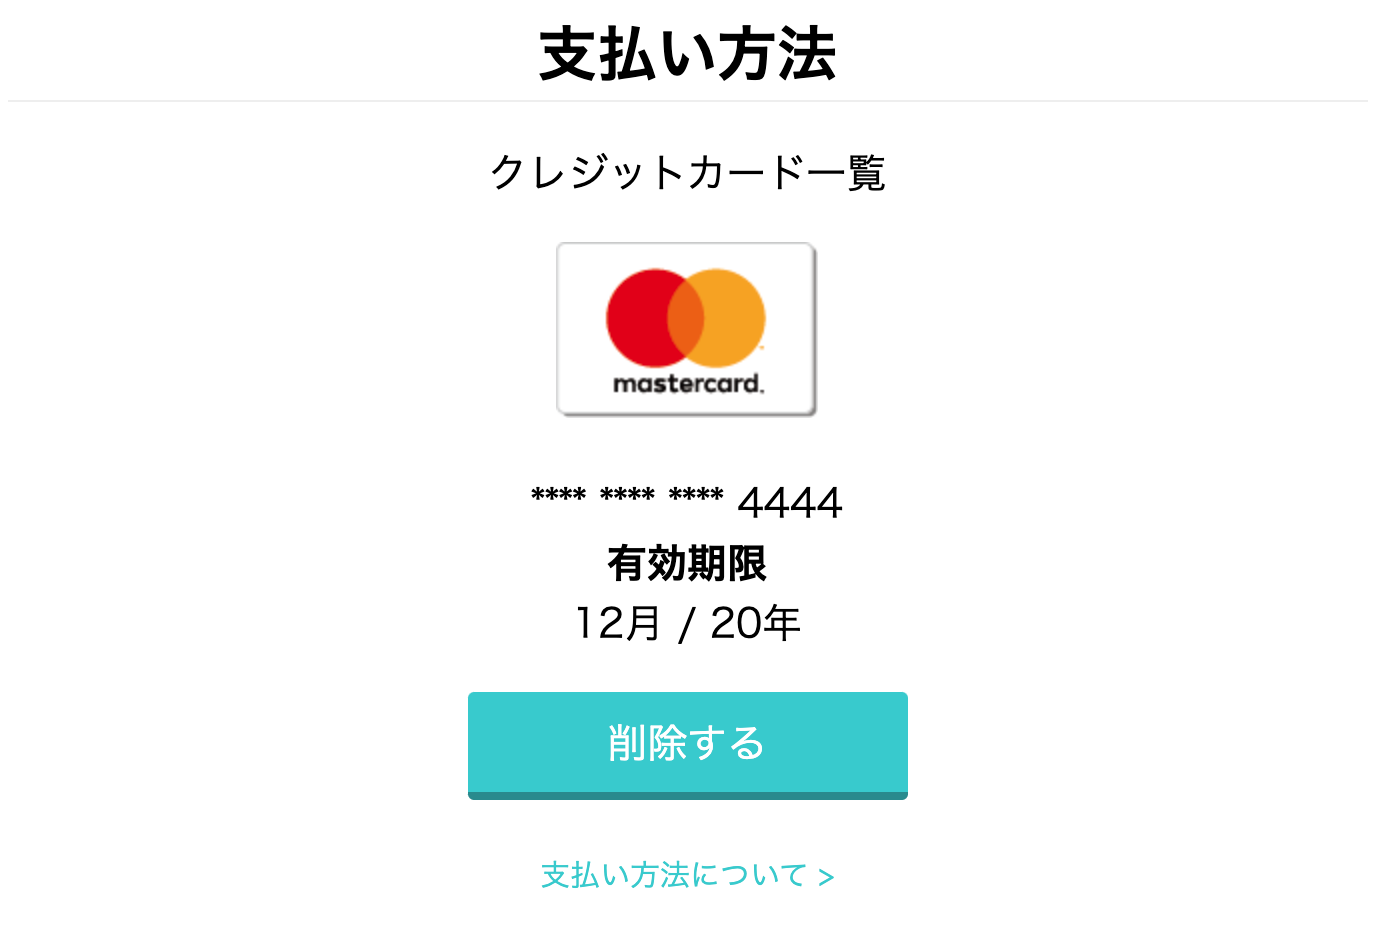 支払い方法
クレジットカード一覧
mastercard.
**** **** **** 4444
有効期限
12月 / 20年
削除する
支払い方法について >